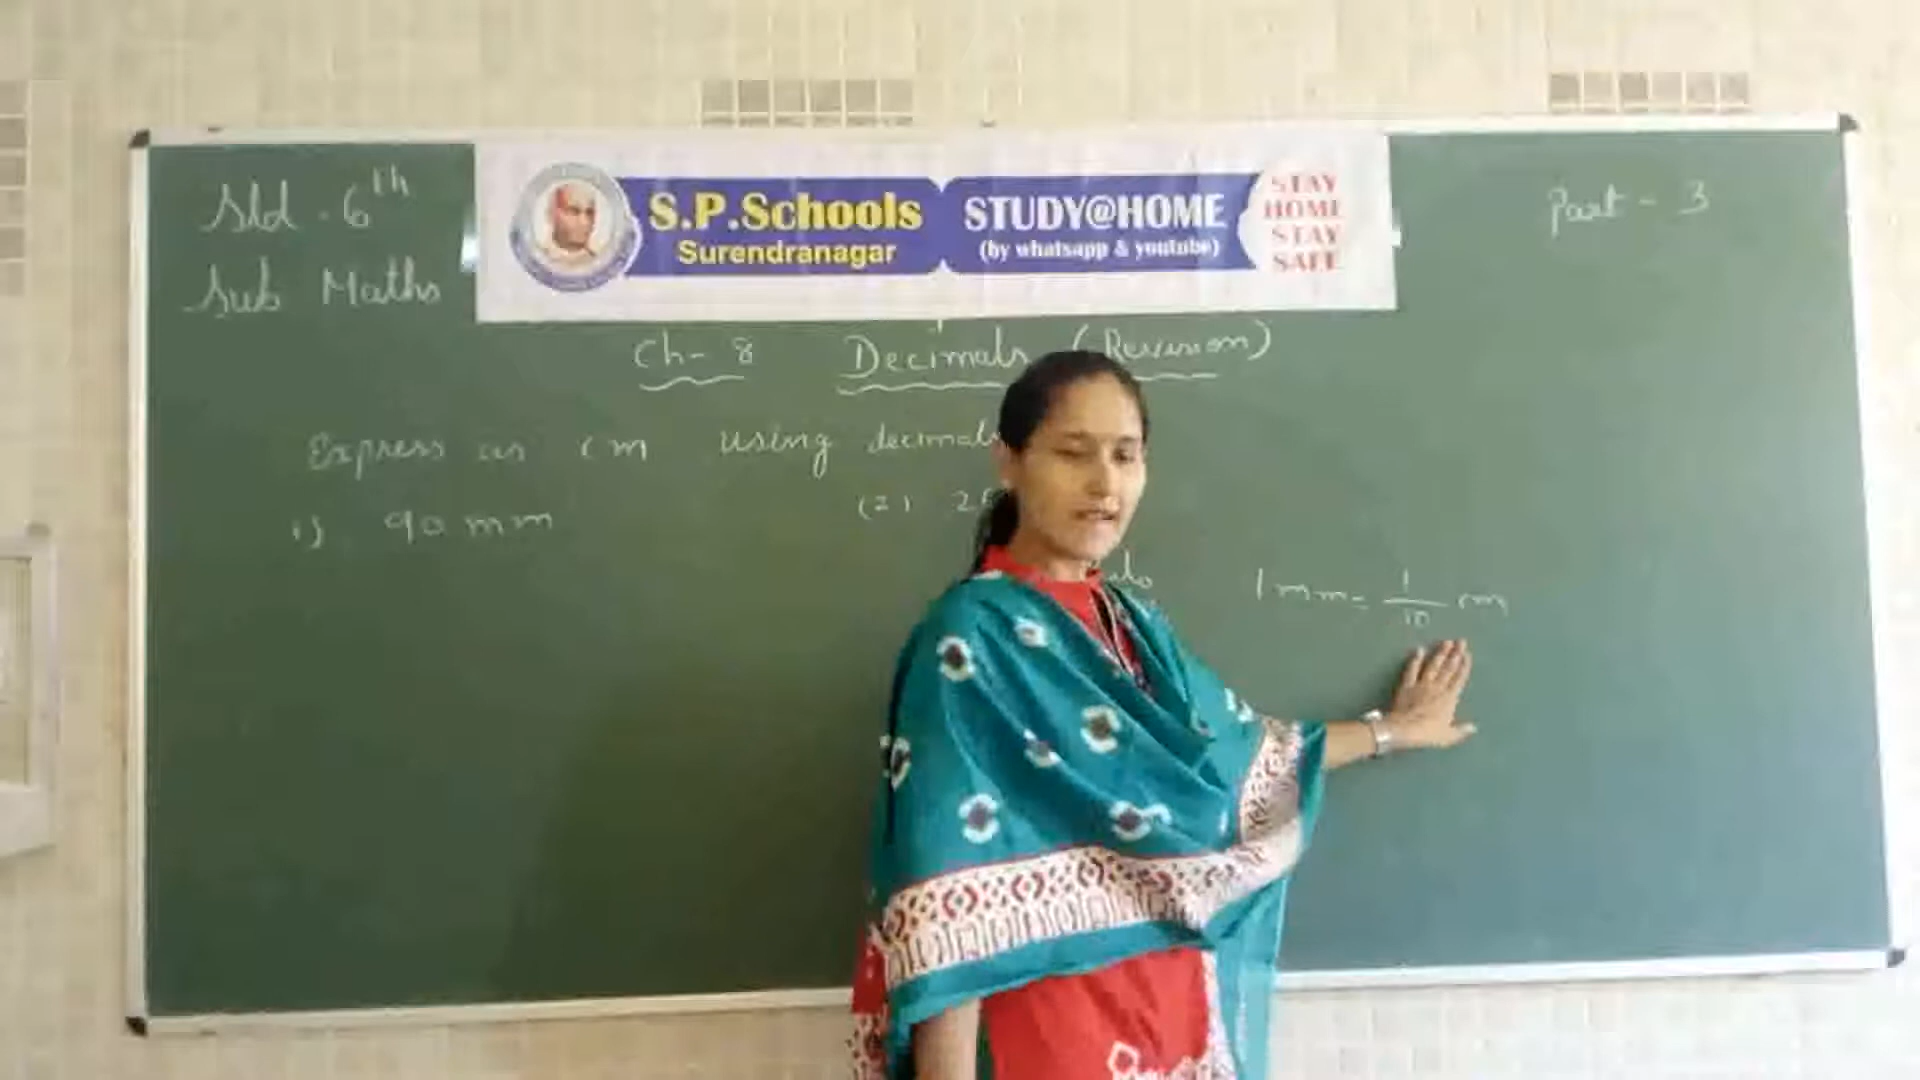 Std - 6th
Sub Maths
S.P.Schools
Surendranagar
STUDY@HOME
(by whatsapp & youtube)
STAY
HOME
STAY
SAFE
Part - 3
Ch- 8 Decimals (Revision)
Express as cm using decimals
1) 90 mm (2)
1 mm = 1/10 cm